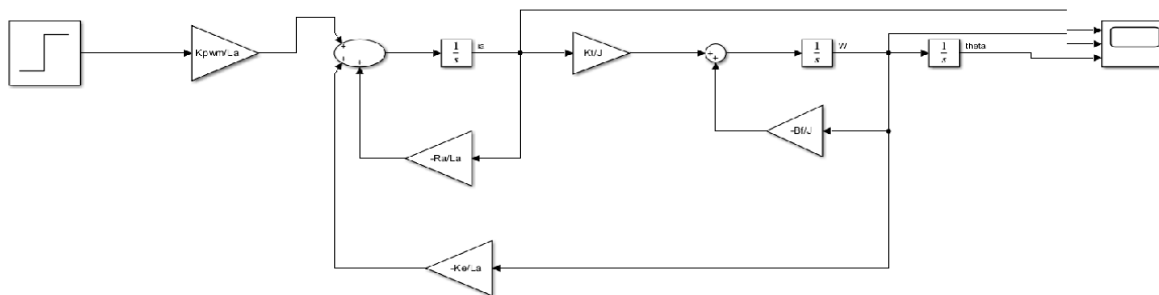 Kpwm/La
+
+
+
1/s
ia
Kt/J
+
+
1/s
W
1/s
theta
-Bf/J
-Ra/La
-Ke/La